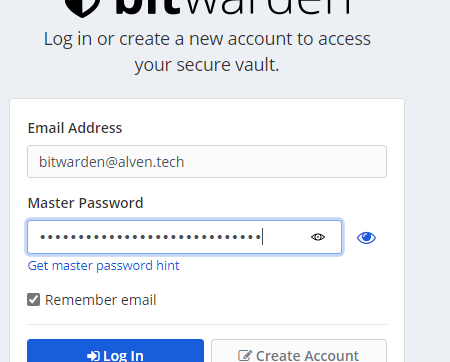 bitwarden
Log in or create a new account to access
your secure vault.
Email Address
bitwarden@alven.tech
Master Password
••••••••••••••••••••••••••••••
Get master password hint
Remember email
Log In
Create Account